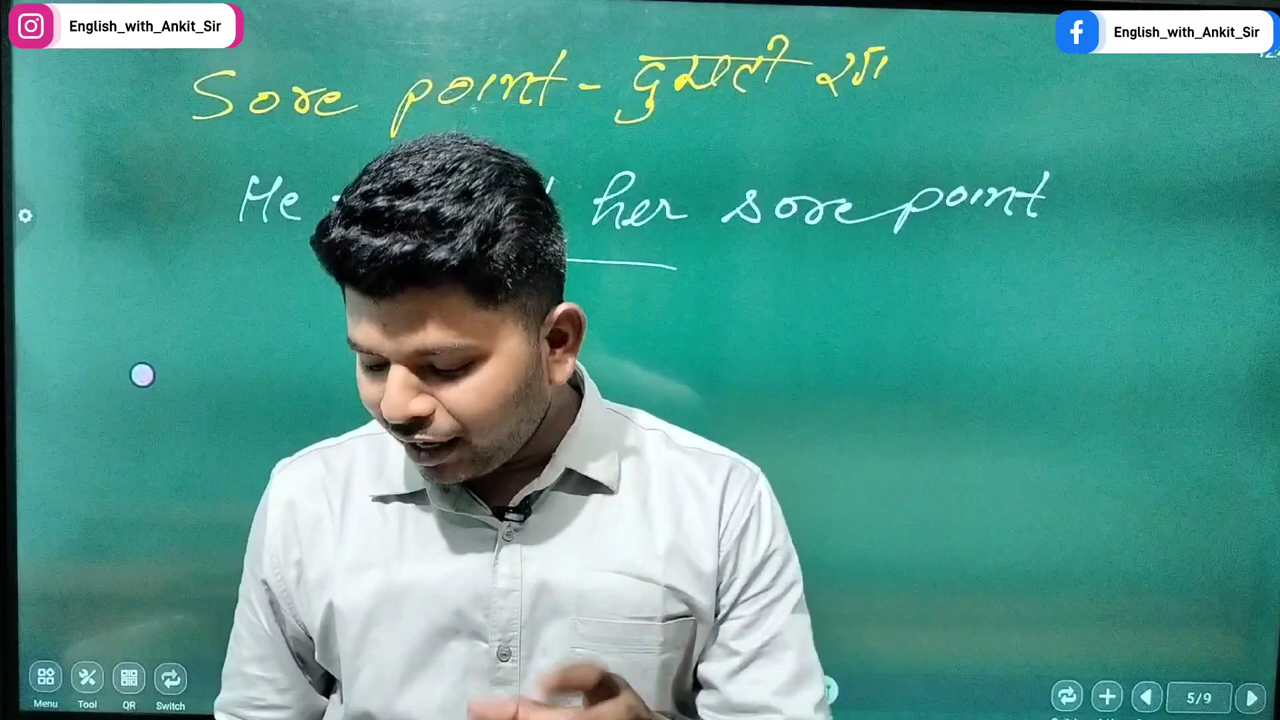 English_with_Ankit_Sir
English_with_Ankit_Sir
Sore point - दुखती रग
He her sore point
Menu
Tool
QR
Switch
5/9